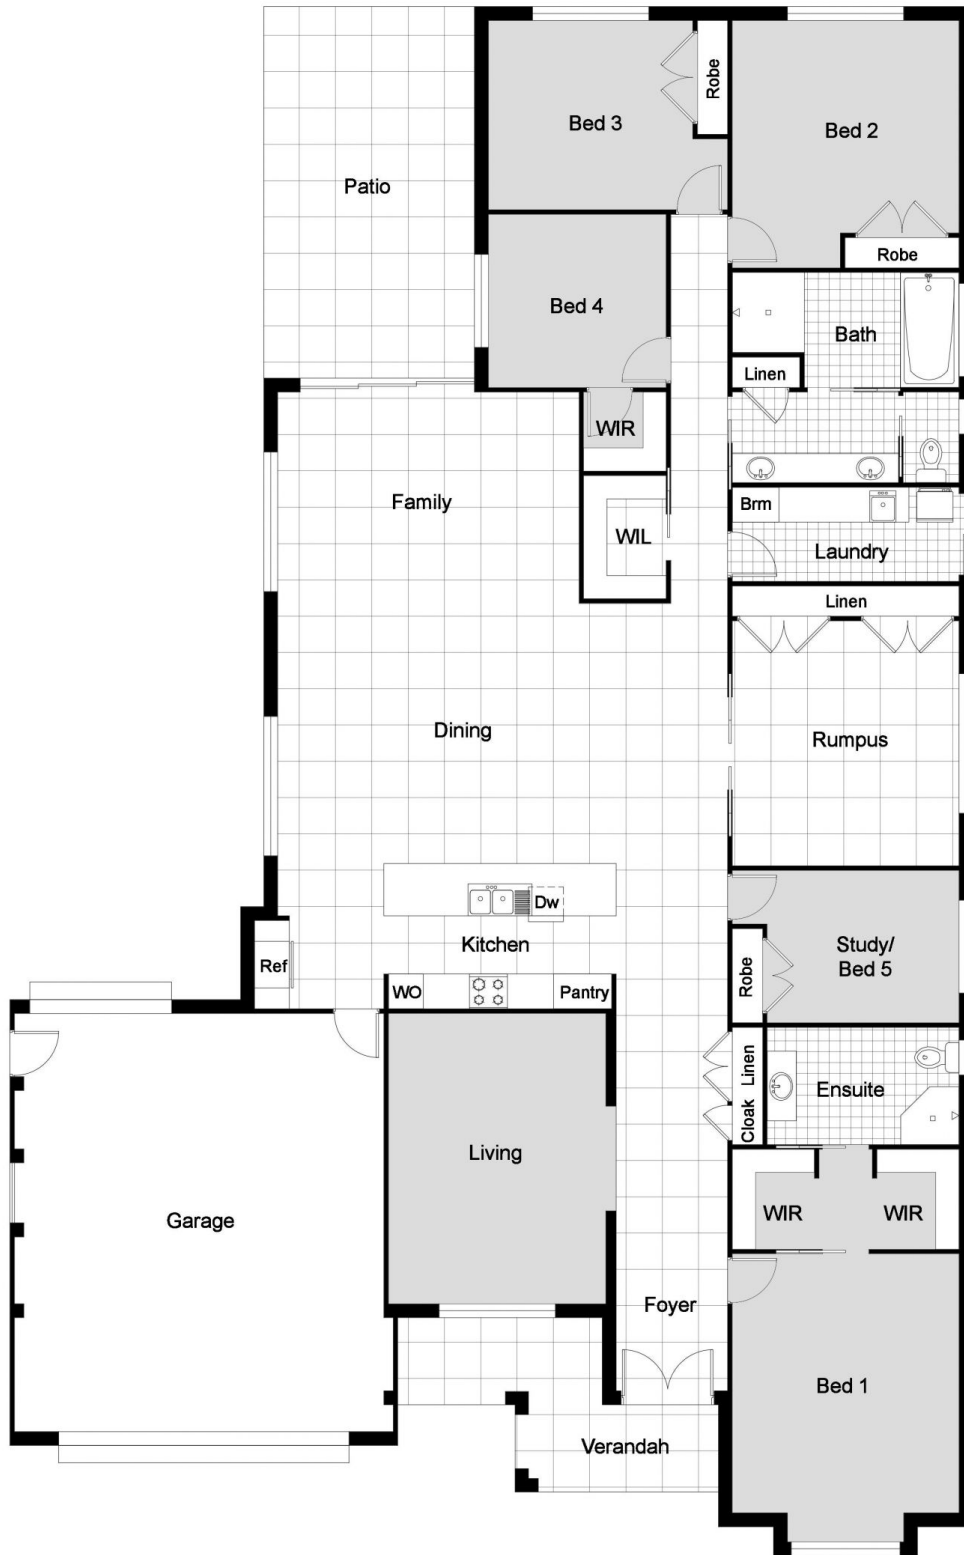 Bed 3
Robe
Bed 2
Patio
Robe
Bed 4
Bath
Linen
WIR
Family
Brm
WIL
Laundry
Linen
Dining
Rumpus
Dw
Kitchen
Study/
Bed 5
Ref
Robe
WO
Pantry
Linen
Cloak
Ensuite
Living
WIR
WIR
Garage
Foyer
Bed 1
Verandah